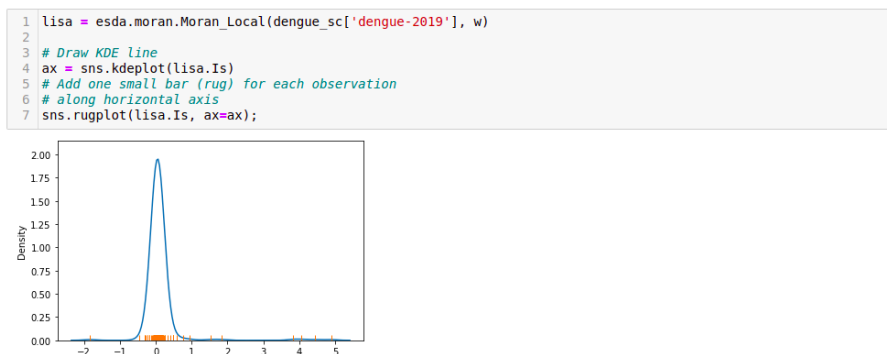 1 lisa = esda.moran.Moran_Local(dengue_sc['dengue-2019'], w)
2
3 # Draw KDE line
4 ax = sns.kdeplot(lisa.Is)
5 # Add one small bar (rug) for each observation
6 # along horizontal axis
7 sns.rugplot(lisa.Is, ax=ax);
2.00
1.75
1.50
1.25
1.00
0.75
0.50
0.25
0.00
Density
−2 −1 0 1 2 3 4 5